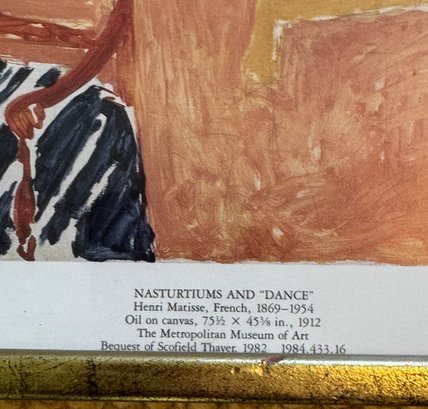 NASTURTIUMS AND "DANCE"
Henri Matisse, French, 1869–1954
Oil on canvas, 75½ × 45⅜ in., 1912
The Metropolitan Museum of Art
Bequest of Scofield Thayer, 1982 1984.433.16